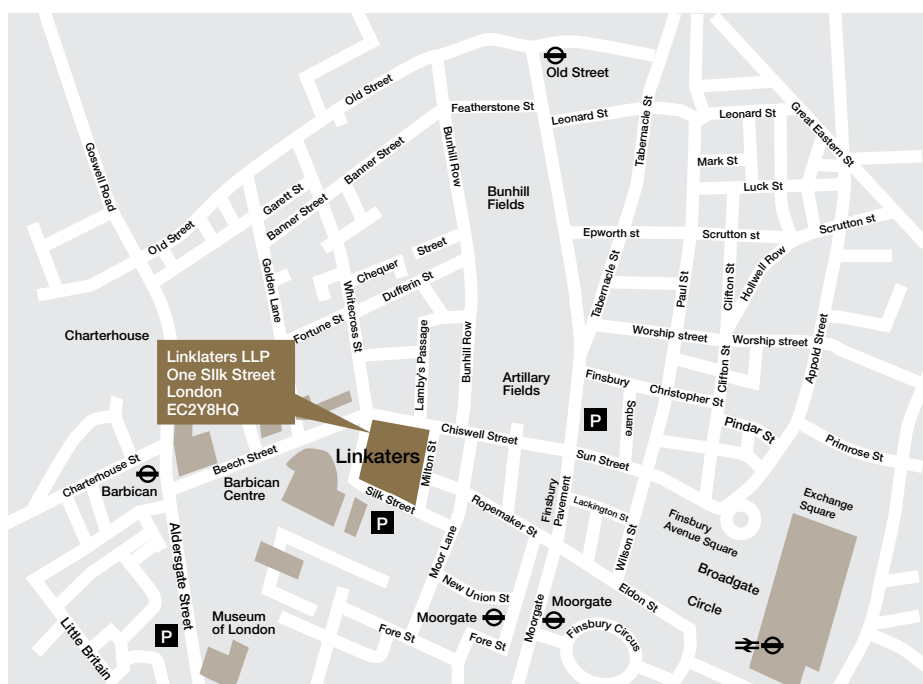 Old Street
Old Street
Featherstone St
Leonard St
Tabernacle St
Leonard St
Great Eastern St
Goswell Road
Banner Street
Bunhill Row
Mark St
Luck St
Garett St
Bunhill
Fields
Banner Street
Old Street
Epworth st
Scrutton st
Scrutton st
Chequer
Street
Dufferin St
Golden Lane
Whitecross St
Tabernacle St
Paul St
Clifton St
Hollwell Row
Charterhouse
Fortune St
Lamby's Passage
Bunhill Row
Worship street
Worship street
Appold Street
Linklaters LLP
One SIlk Street
London
EC2Y8HQ
Artillary
Fields
Finsbury
Square
Christopher St
Clifton St
Pindar St
Primrose St
P
Chiswell Street
Sun Street
Linkaters
Milton St
Beech Street
Charterhouse St
Barbican
Barbican
Centre
Silk Street
P
Ropemaker St
Finsbury
Pavement
Lackington St
Wilson St
Finsbury
Avenue Square
Exchange
Square
Broadgate
Circle
Aldersgate Street
Moor Lane
New Union St
Eldon St
Museum
of London
Moorgate
Moorgate
Moorgate
Finsbury Circus
Fore St
Fore St
Little Britain
P